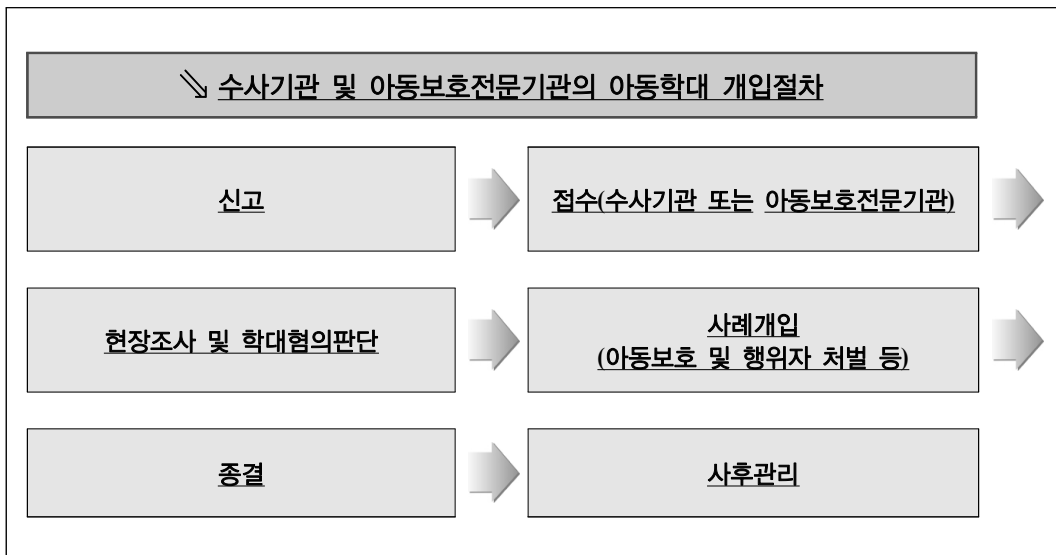 수사기관 및 아동보호전문기관의 아동학대 개입절차
신고
접수(수사기관 또는 아동보호전문기관)
현장조사 및 학대혐의판단
사례개입
(아동보호 및 행위자 처벌 등)
종결
사후관리